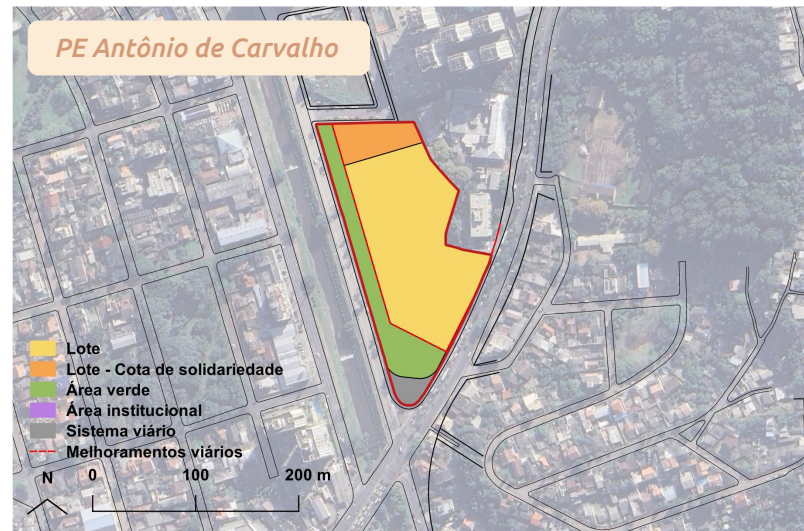 PE Antônio de Carvalho
Lote
Lote - Cota de solidariedade
Área verde
Área institucional
Sistema viário
Melhoramentos viários
N
0 100 200 m